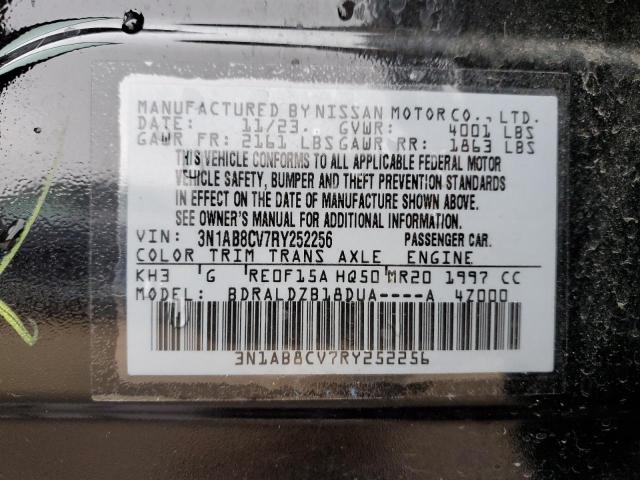 MANUFACTURED BY NISSAN MOTOR CO., LTD.
DATE: 11/23. GVWR: 4001 LBS
GAWR FR: 2161 LBS GAWR RR: 1863 LBS
THIS VEHICLE CONFORMS TO ALL APPLICABLE FEDERAL MOTOR
VEHICLE SAFETY, BUMPER AND THEFT PREVENTION STANDARDS
IN EFFECT ON THE DATE OF MANUFACTURE SHOWN ABOVE.
SEE OWNER'S MANUAL FOR ADDITIONAL INFORMATION.
VIN: 3N1AB8CV7RY252256 PASSENGER CAR.
COLOR TRIM TRANS AXLE ENGINE
KH3 G RE0F15A HQ50 MR20 1997 CC
MODEL: BDRALDZB18DUA----A 4Z000
3N1AB8CV7RY252256